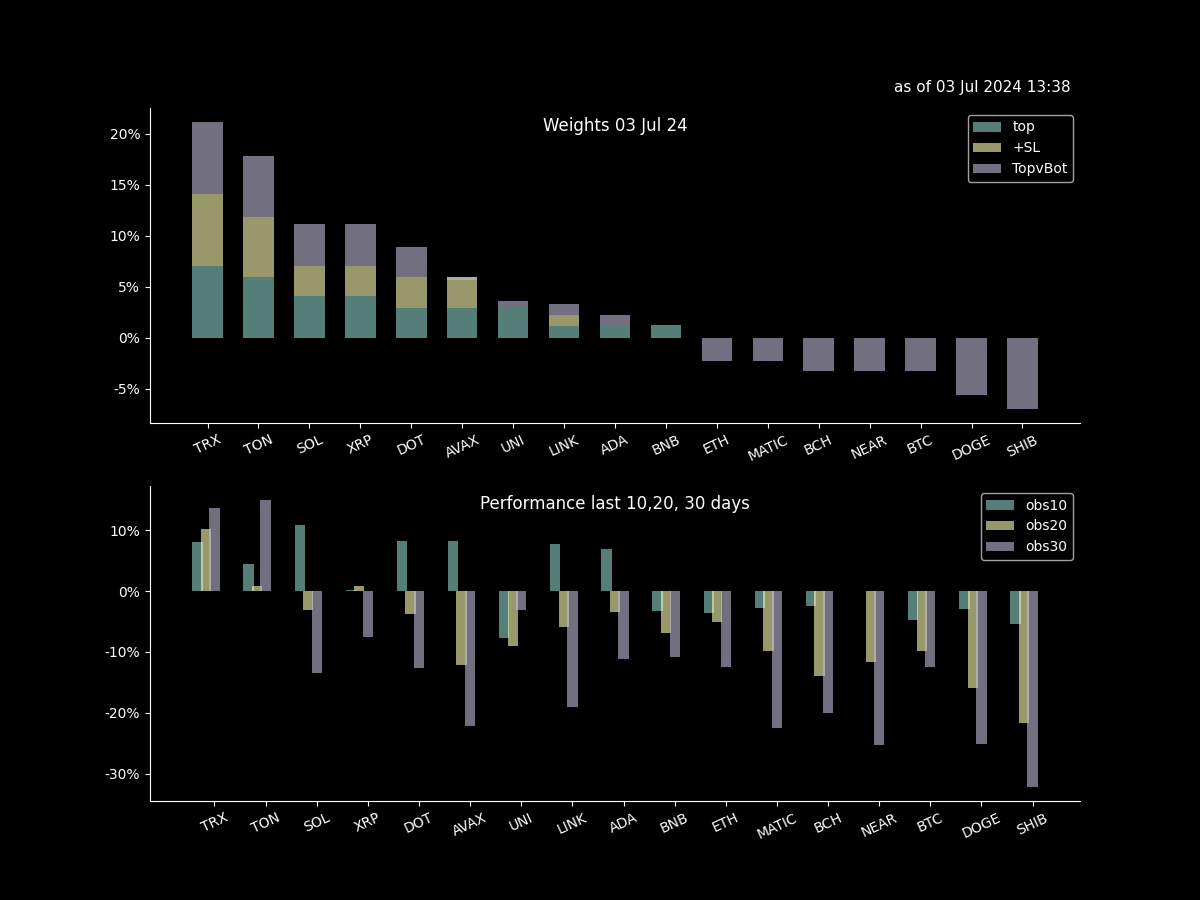 as of 03 Jul 2024 13:38
Weights 03 Jul 24
top
+SL
TopvBot
20%
15%
10%
5%
0%
-5%
TRX TON SOL XRP DOT AVAX UNI LINK ADA BNB ETH MATIC BCH NEAR BTC DOGE SHIB
Performance last 10,20, 30 days
obs10
obs20
obs30
10%
0%
-10%
-20%
-30%
TRX TON SOL XRP DOT AVAX UNI LINK ADA BNB ETH MATIC BCH NEAR BTC DOGE SHIB